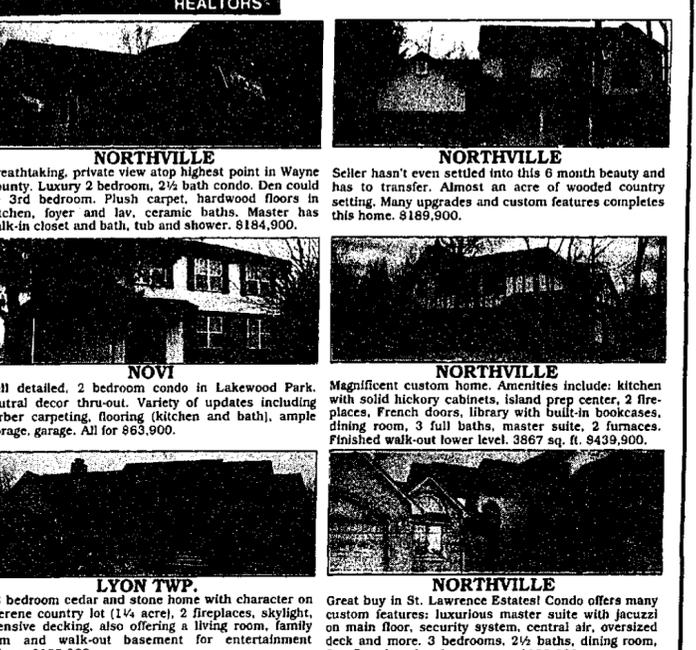 REALTORS
NORTHVILLE
reathtaking, private view atop highest point in Wayne
ounty. Luxury 2 bedroom, 2½ bath condo. Den could
3rd bedroom. Plush carpet, hardwood floors in
tchen, foyer and lav, ceramic baths. Master has
lk-in closet and bath, tub and shower. $184,900.
NORTHVILLE
Seller hasn't even settled into this 6 month beauty and
has to transfer. Almost an acre of wooded country
setting. Many upgrades and custom features completes
this home. $189,900.
NOVI
ll detailed, 2 bedroom condo in Lakewood Park.
utral decor thru-out. Variety of updates including
rber carpeting, flooring (kitchen and bath), ample
rage, garage. All for $63,900.
NORTHVILLE
Magnificent custom home. Amenities include: kitchen
with solid hickory cabinets, island prep center, 2 fire-
places, French doors, library with built-in bookcases,
dining room, 3 full baths, master suite, 2 furnaces.
Finished walk-out lower level. 3867 sq. ft. $439,900.
LYON TWP.
bedroom cedar and stone home with character on
erene country lot (1¼ acre), 2 fireplaces, skylight,
ensive decking, also offering a living room, family
m and walk-out basement for entertainment
NORTHVILLE
Great buy in St. Lawrence Estates! Condo offers many
custom features: luxurious master suite with jacuzzi
on main floor, security system, central air, oversized
deck and more. 3 bedrooms, 2½ baths, dining room,